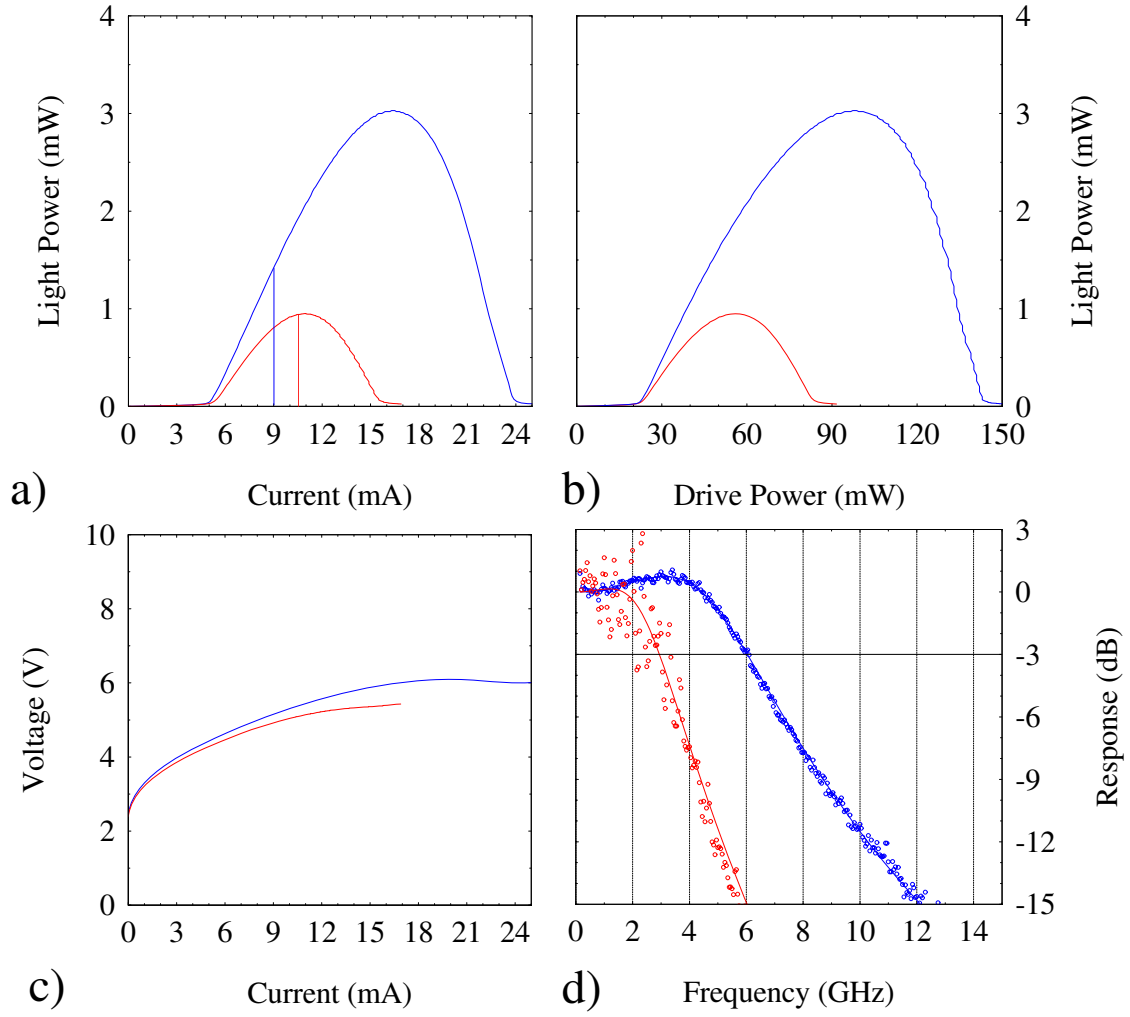 4
3
2
1
0
Light Power (mW)
0 3 6 9 12 15 18 21 24
a)
Current (mA)
4
3
2
1
0
Light Power (mW)
0 30 60 90 120 150
b)
Drive Power (mW)
10
8
6
4
2
0
Voltage (V)
0 3 6 9 12 15 18 21 24
c)
Current (mA)
3
0
-3
-6
-9
-12
-15
Response (dB)
0 2 4 6 8 10 12 14
d)
Frequency (GHz)